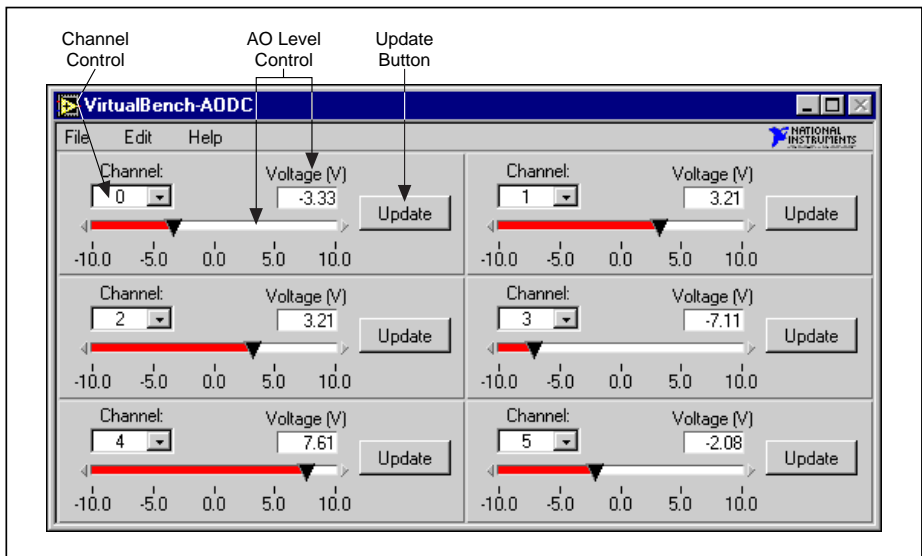 Channel Control
AO Level Control
Update Button
VirtualBench-AODC
File Edit Help
NATIONAL INSTRUMENTS
Channel: Voltage (V)
0 -3.33 Update
-10.0 -5.0 0.0 5.0 10.0
Channel: Voltage (V)
1 3.21 Update
-10.0 -5.0 0.0 5.0 10.0
Channel: Voltage (V)
2 3.21 Update
-10.0 -5.0 0.0 5.0 10.0
Channel: Voltage (V)
3 -7.11 Update
-10.0 -5.0 0.0 5.0 10.0
Channel: Voltage (V)
4 7.61 Update
-10.0 -5.0 0.0 5.0 10.0
Channel: Voltage (V)
5 -2.08 Update
-10.0 -5.0 0.0 5.0 10.0